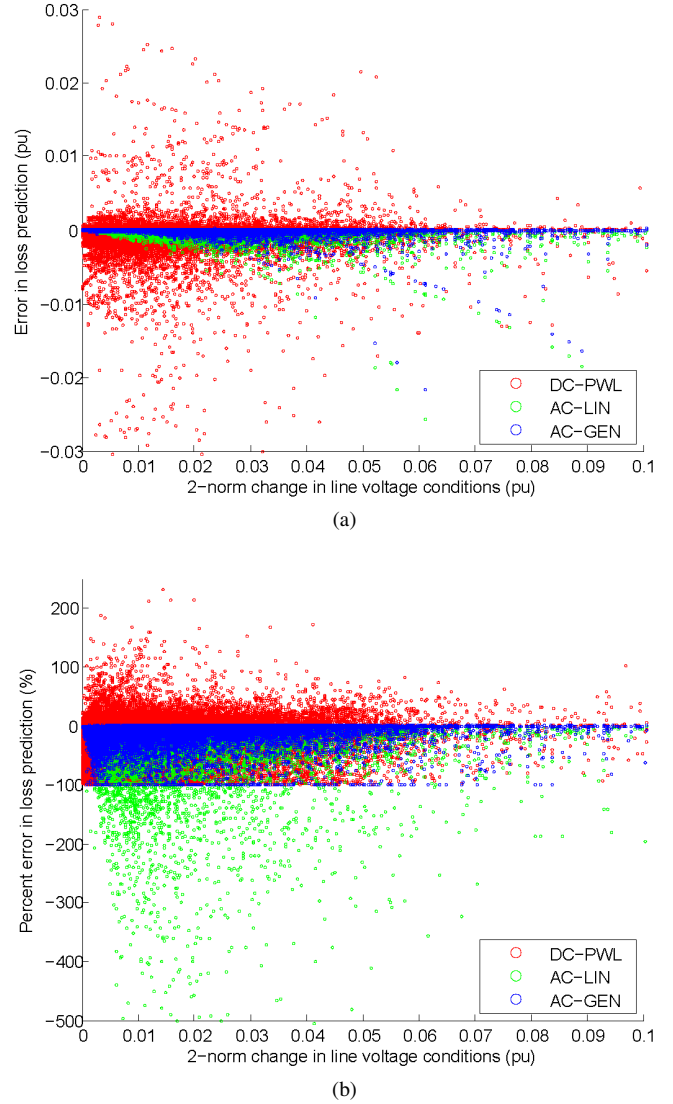 0.03
0.02
0.01
0
−0.01
−0.02
−0.03
Error in loss prediction (pu)
DC−PWL
AC−LIN
AC−GEN
0 0.01 0.02 0.03 0.04 0.05 0.06 0.07 0.08 0.09 0.1
2−norm change in line voltage conditions (pu)
(a)
200
100
0
−100
−200
−300
−400
−500
Percent error in loss prediction (%)
DC−PWL
AC−LIN
AC−GEN
0 0.01 0.02 0.03 0.04 0.05 0.06 0.07 0.08 0.09 0.1
2−norm change in line voltage conditions (pu)
(b)